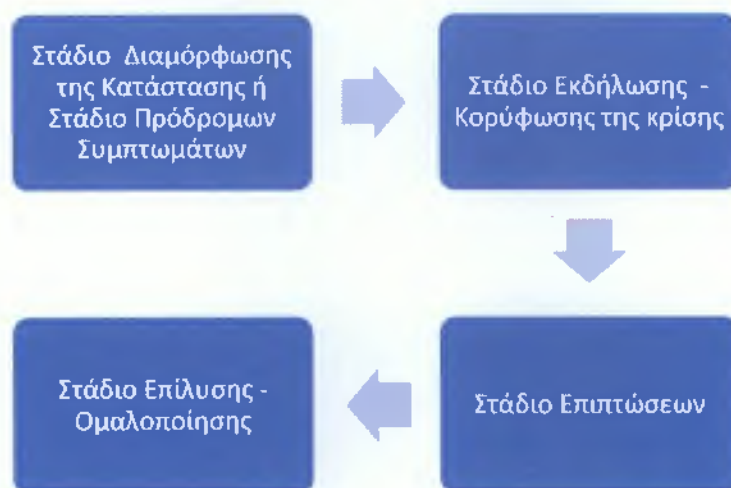 Στάδιο Διαμόρφωσης
της Κατάστασης ή
Στάδιο Πρόδρομων
Συμπτωμάτων
Στάδιο Εκδήλωσης -
Κορύφωσης της κρίσης
Στάδιο Επιπτώσεων
Στάδιο Επίλυσης -
Ομαλοποίησης